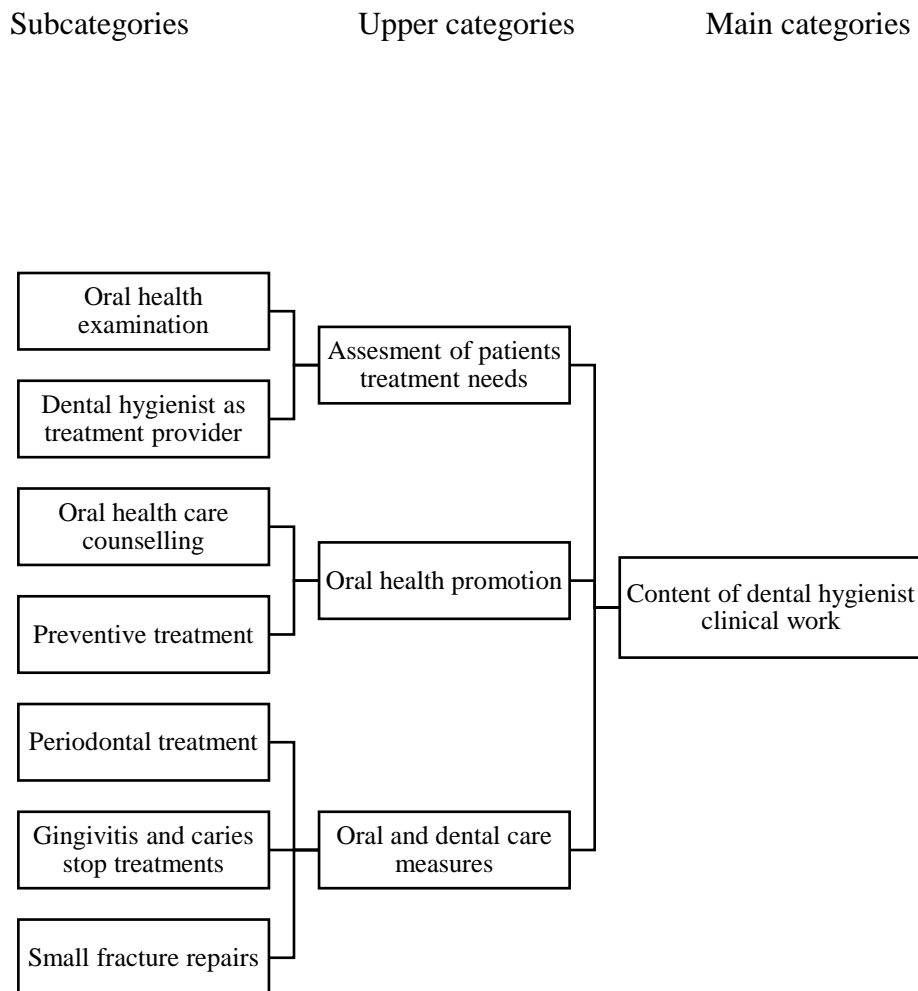 Subcategories
Upper categories
Main categories
Oral health
examination
Dental hygienist as
treatment provider
Assesment of patients
treatment needs
Oral health care
counselling
Preventive treatment
Oral health promotion
Periodontal treatment
Gingivitis and caries
stop treatments
Small fracture repairs
Oral and dental care
measures
Content of dental hygienist
clinical work